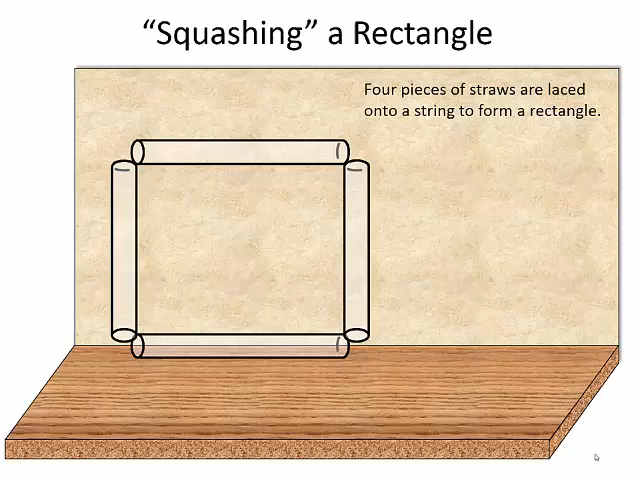 “Squashing” a Rectangle
Four pieces of straws are laced
onto a string to form a rectangle.